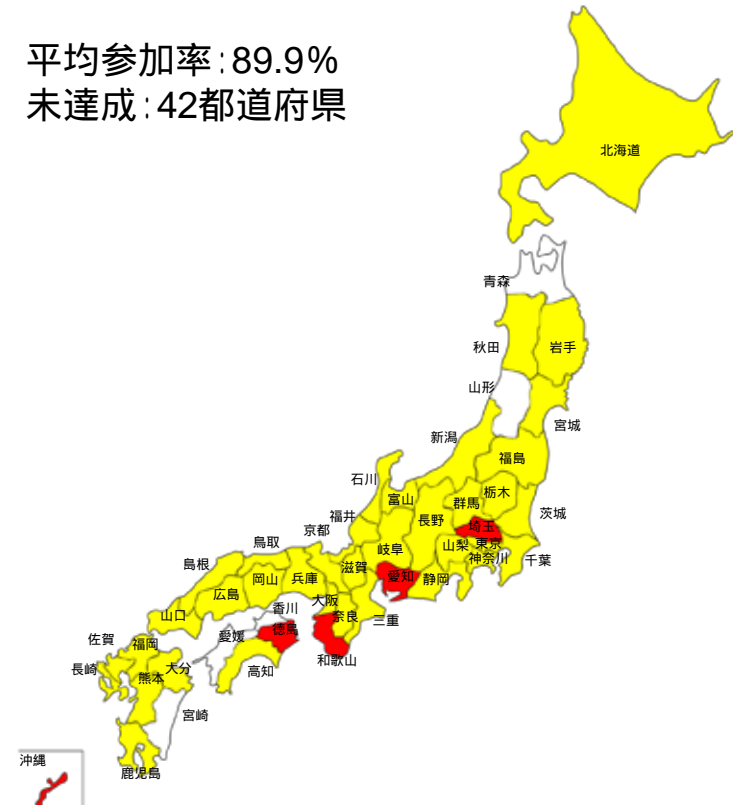 平均参加率:89.9%
未達成:42都道府県
北海道
青森
秋田
岩手
山形
宮城
新潟
福島
石川
富山
群馬
栃木
茨城
福井
長野
埼玉
京都
岐阜
山梨
東京
鳥取
神奈川
千葉
島根
滋賀
岡山
兵庫
愛知
静岡
広島
香川
大阪
山口
奈良
三重
愛媛
徳島
佐賀
福岡
和歌山
長崎
大分
高知
熊本
宮崎
沖縄
鹿児島